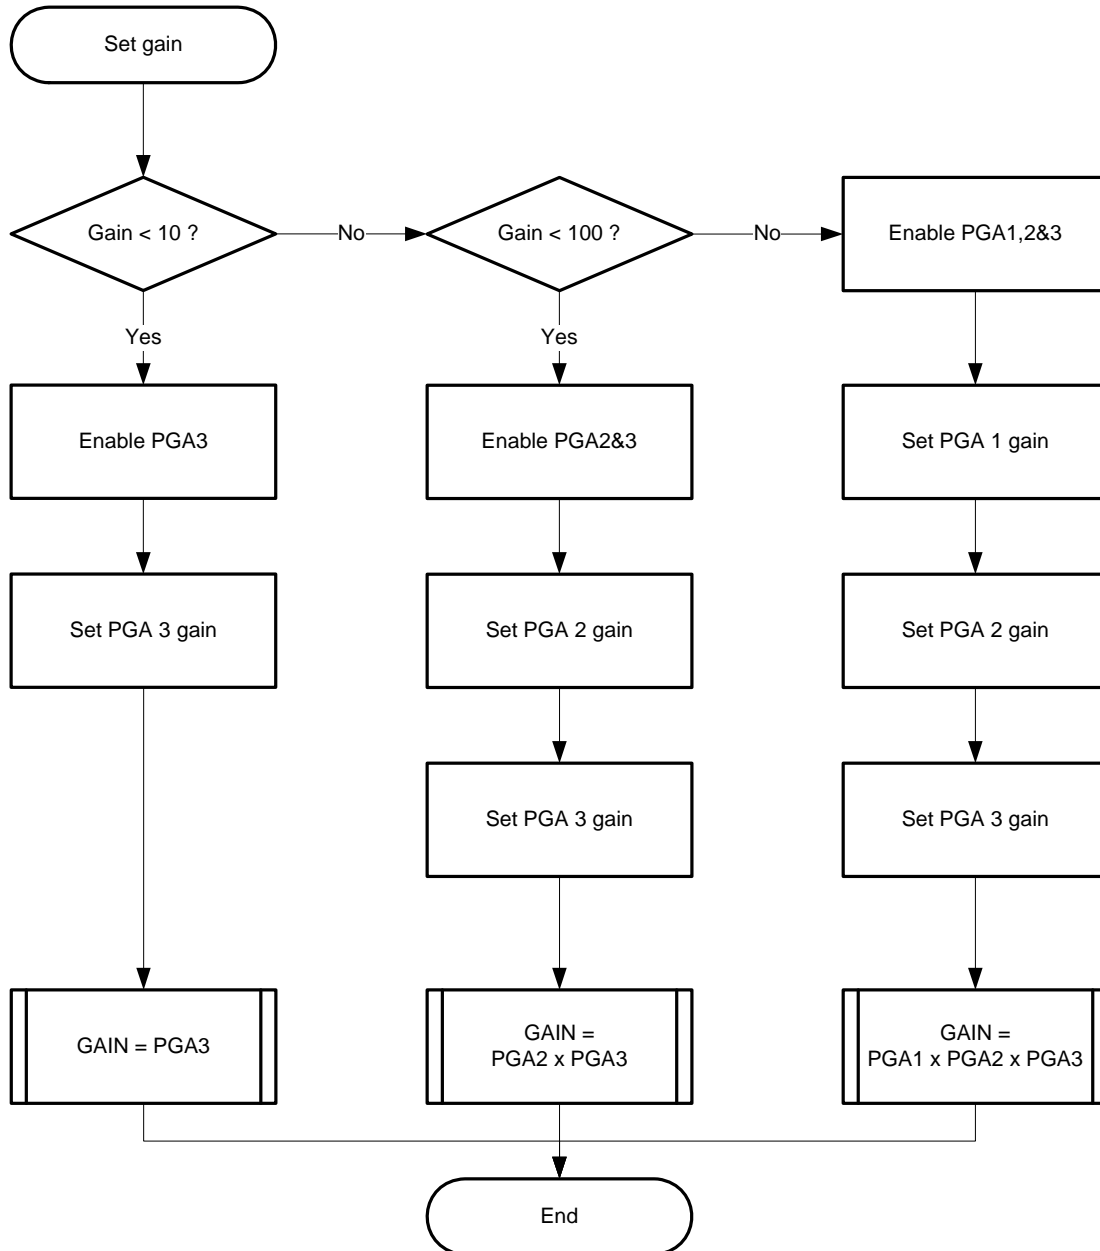 Set gain
Gain < 10 ?
No
Gain < 100 ?
No
Enable PGA1,2&3
Yes
Yes
Enable PGA3
Enable PGA2&3
Set PGA 1 gain
Set PGA 3 gain
Set PGA 2 gain
Set PGA 2 gain
Set PGA 3 gain
Set PGA 3 gain
GAIN = PGA3
GAIN =
PGA2 x PGA3
GAIN =
PGA1 x PGA2 x PGA3
End